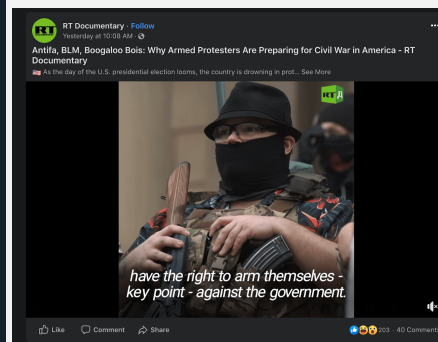 RT
RT Documentary · Follow
Yesterday at 10:08 AM ·
Antifa, BLM, Boogaloo Bois: Why Armed Protesters Are Preparing for Civil War in America - RT
Documentary
🇺🇸 As the day of the U.S. presidential election looms, the country is drowning in prot... See More
RT Д
have the right to arm themselves -
key point - against the government.
Like Comment Share 203 · 40 Comments